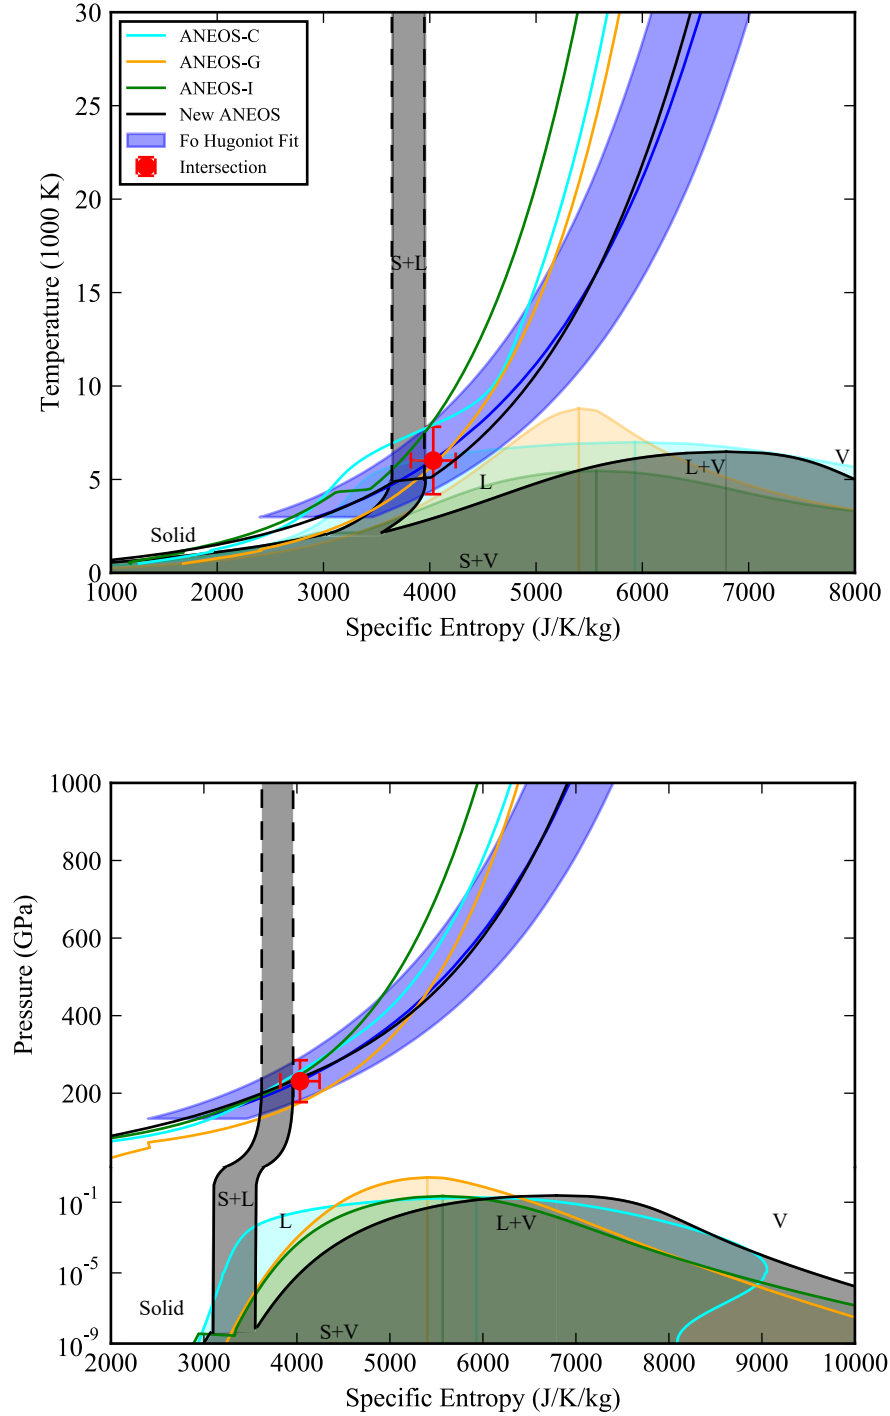 30
25
20
15
10
5
0
Temperature (1000 K)
ANEOS-C
ANEOS-G
ANEOS-I
New ANEOS
Fo Hugoniot Fit
Intersection
S+L
V
L+V
L
Solid
S+V
1000 2000 3000 4000 5000 6000 7000 8000
Specific Entropy (J/K/kg)
1000
800
600
400
200
10⁻¹
10⁻⁵
10⁻⁹
Pressure (GPa)
S+L
L
L+V
V
Solid
S+V
2000 3000 4000 5000 6000 7000 8000 9000 10000
Specific Entropy (J/K/kg)